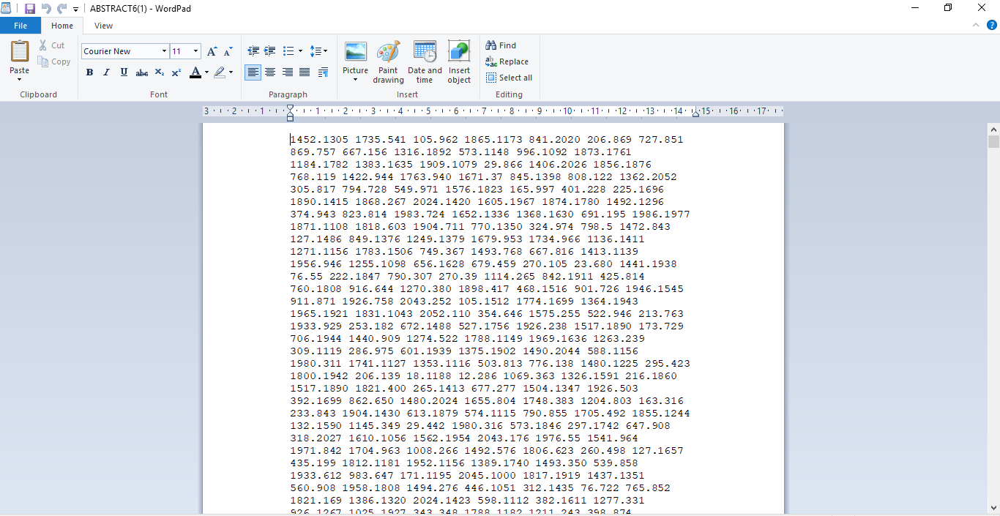 ABSTRACT6(1) - WordPad
File Home View
Cut
Copy
Paste
Clipboard
Courier New 11
B I U abc X₂ X² A
Font
Paragraph
Picture
Paint drawing
Date and time
Insert object
Insert
Find
Replace
Select all
Editing
3 2 1 1 2 3 4 5 6 7 8 9 10 11 12 13 14 15 16 17
1452.1305 1735.541 105.962 1865.1173 841.2020 206.869 727.851
869.757 667.156 1316.1892 573.1148 996.1092 1873.1761
1184.1782 1383.1635 1909.1079 29.866 1406.2026 1856.1876
768.119 1422.944 1763.940 1671.37 845.1398 808.122 1362.2052
305.817 794.728 549.971 1576.1823 165.997 401.228 225.1696
1890.1415 1868.267 2024.1420 1605.1967 1874.1780 1492.1296
374.943 823.814 1983.724 1652.1336 1368.1630 691.195 1986.1977
1871.1108 1818.603 1904.711 770.1350 324.974 798.5 1472.843
127.1486 849.1376 1249.1379 1679.953 1734.966 1136.1411
1271.1156 1783.1506 749.367 1493.768 667.816 1413.1139
1956.946 1255.1098 656.1628 679.459 270.105 23.680 1441.1938
76.55 222.1847 790.307 270.39 1114.265 842.1911 425.814
760.1808 916.644 1270.380 1898.417 468.1516 901.726 1946.1545
911.871 1926.758 2043.252 105.1512 1774.1699 1364.1943
1965.1921 1831.1043 2052.110 354.646 1575.255 522.946 213.763
1933.929 253.182 672.1488 527.1756 1926.238 1517.1890 173.729
706.1944 1440.909 1274.522 1788.1149 1969.1636 1263.239
309.1119 286.975 601.1939 1375.1902 1490.2044 588.1156
1980.311 1741.1127 1353.1116 503.813 776.138 1480.1225 295.423
1800.1942 206.139 18.1188 12.286 1069.363 1326.1591 216.1860
1517.1890 1821.400 265.1413 677.277 1504.1347 1926.503
392.1699 862.650 1480.2024 1655.804 1748.383 1204.803 163.316
233.843 1904.1430 613.1879 574.1115 790.855 1705.492 1855.1244
132.1590 1145.349 29.442 1980.316 573.1846 297.1742 647.908
318.2027 1610.1056 1562.1954 2043.176 1976.55 1541.964
1971.842 1704.963 1008.266 1492.576 1806.623 260.498 127.1657
435.199 1812.1181 1952.1156 1389.1740 1493.350 539.858
1933.612 983.647 171.1195 2045.1000 1817.1919 1437.1351
560.908 1958.1808 1494.276 446.1051 312.1435 76.722 765.852
1821.169 1386.1320 2024.1423 598.1112 382.1611 1277.331
926.1267 1025.1927 343.348 1788.1182 1211.243 398.874